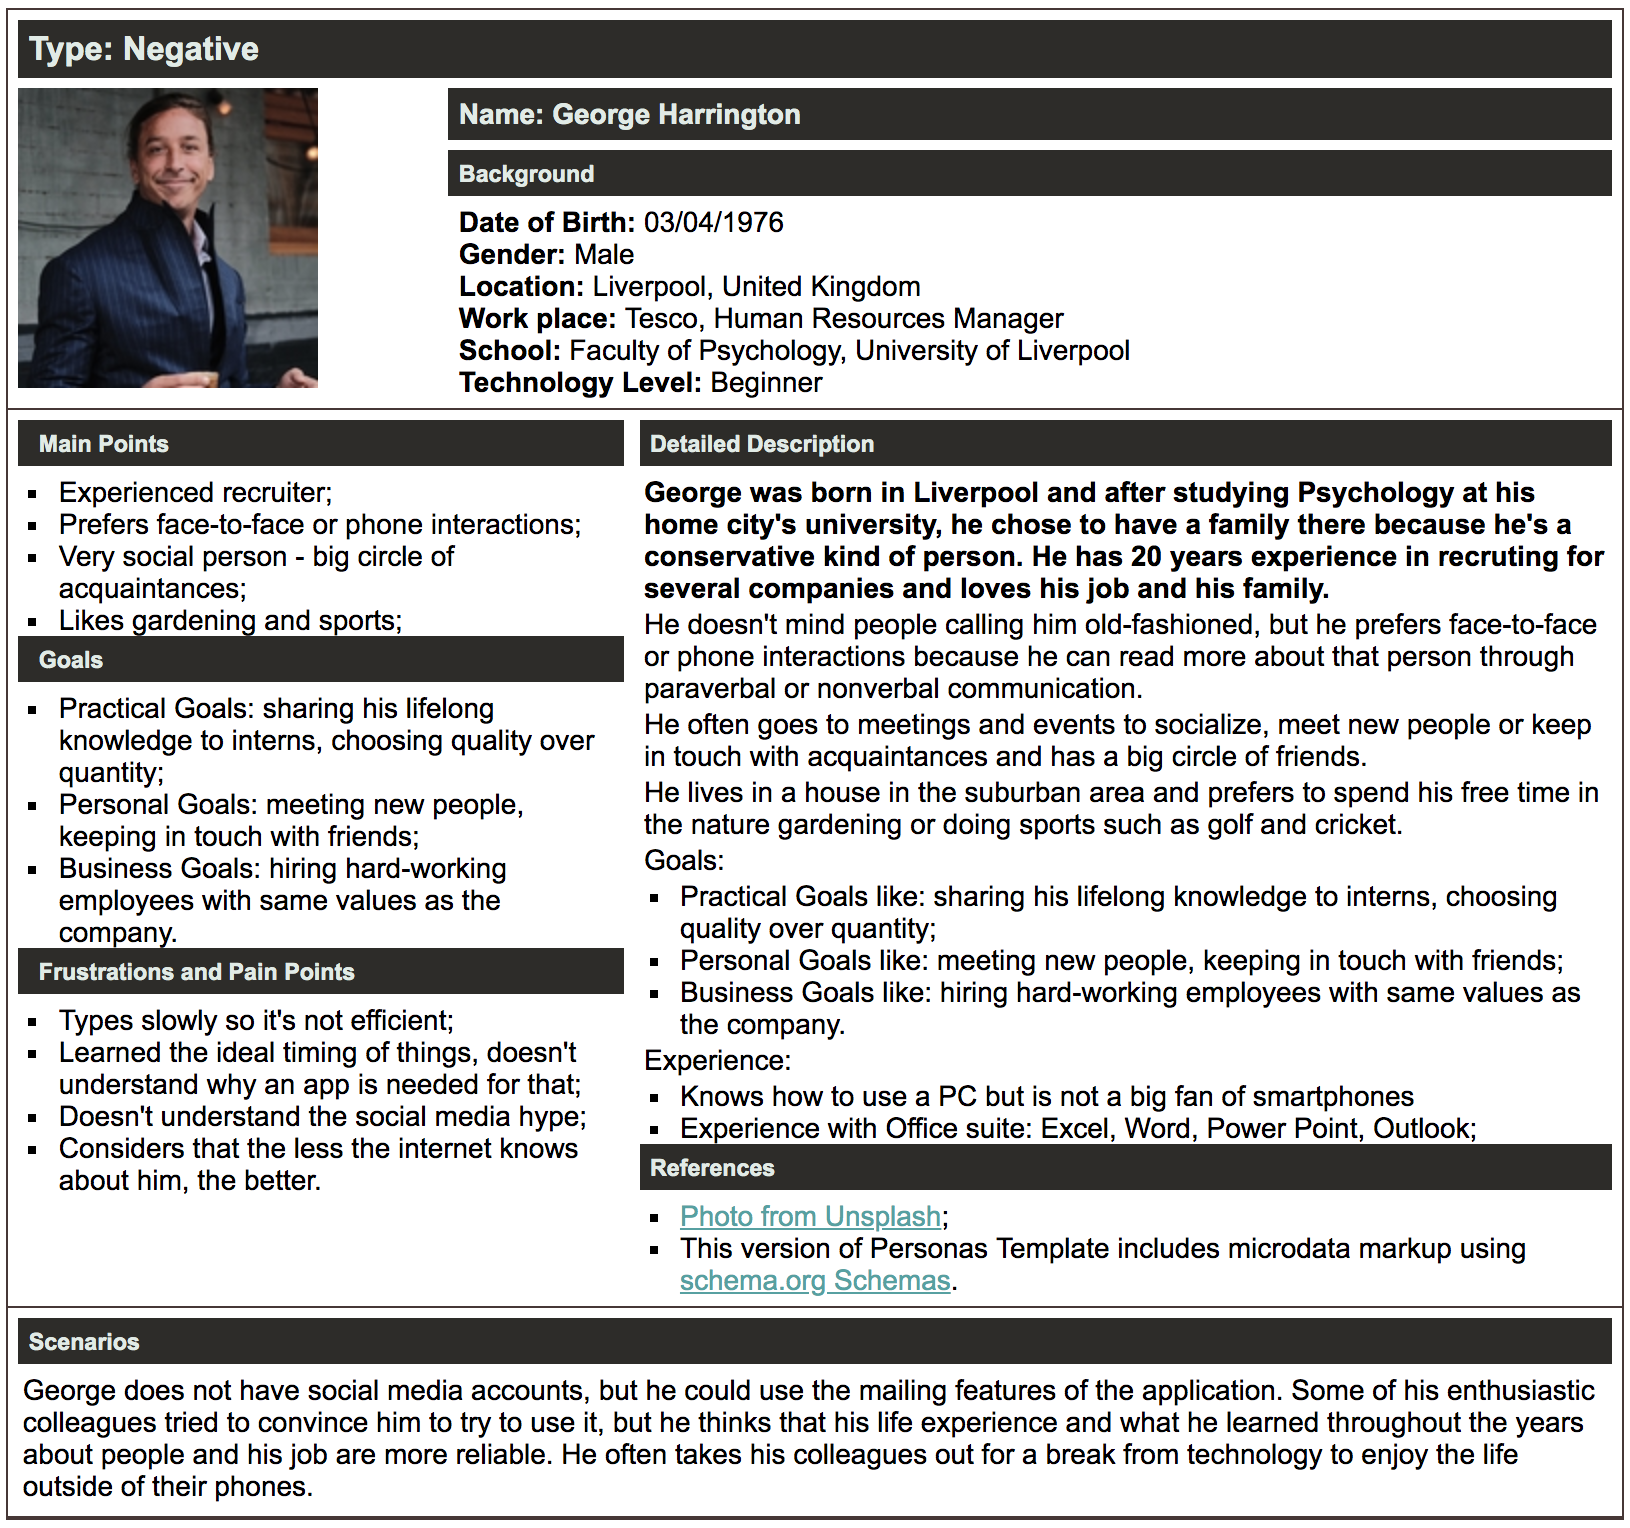 Type: Negative
Name: George Harrington
Background
Date of Birth: 03/04/1976
Gender: Male
Location: Liverpool, United Kingdom
Work place: Tesco, Human Resources Manager
School: Faculty of Psychology, University of Liverpool
Technology Level: Beginner
Main Points
Experienced recruiter;
Prefers face-to-face or phone interactions;
Very social person - big circle of
acquaintances;
Likes gardening and sports;
Goals
Practical Goals: sharing his lifelong
knowledge to interns, choosing quality over
quantity;
Personal Goals: meeting new people,
keeping in touch with friends;
Business Goals: hiring hard-working
employees with same values as the
company.
Frustrations and Pain Points
Types slowly so it's not efficient;
Learned the ideal timing of things, doesn't
understand why an app is needed for that;
Doesn't understand the social media hype;
Considers that the less the internet knows
about him, the better.
Detailed Description
George was born in Liverpool and after studying Psychology at his
home city's university, he chose to have a family there because he's a
conservative kind of person. He has 20 years experience in recruting for
several companies and loves his job and his family.
He doesn't mind people calling him old-fashioned, but he prefers face-to-face
or phone interactions because he can read more about that person through
paraverbal or nonverbal communication.
He often goes to meetings and events to socialize, meet new people or keep
in touch with acquaintances and has a big circle of friends.
He lives in a house in the suburban area and prefers to spend his free time in
the nature gardening or doing sports such as golf and cricket.
Goals:
Practical Goals like: sharing his lifelong knowledge to interns, choosing
quality over quantity;
Personal Goals like: meeting new people, keeping in touch with friends;
Business Goals like: hiring hard-working employees with same values as
the company.
Experience:
Knows how to use a PC but is not a big fan of smartphones
Experience with Office suite: Excel, Word, Power Point, Outlook;
References
Photo from Unsplash;
This version of Personas Template includes microdata markup using
schema.org Schemas.
Scenarios
George does not have social media accounts, but he could use the mailing features of the application. Some of his enthusiastic
colleagues tried to convince him to try to use it, but he thinks that his life experience and what he learned throughout the years
about people and his job are more reliable. He often takes his colleagues out for a break from technology to enjoy the life
outside of their phones.